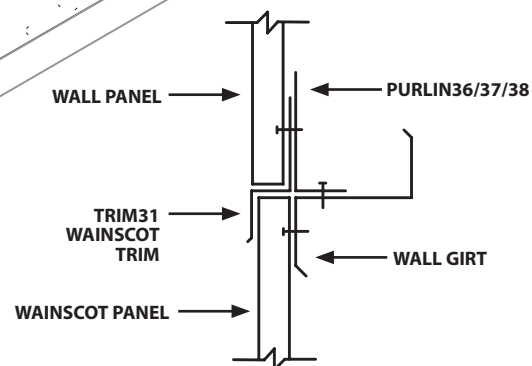 WALL PANEL
PURLIN36/37/38
TRIM31
WAINSCOT
TRIM
WALL GIRT
WAINSCOT PANEL